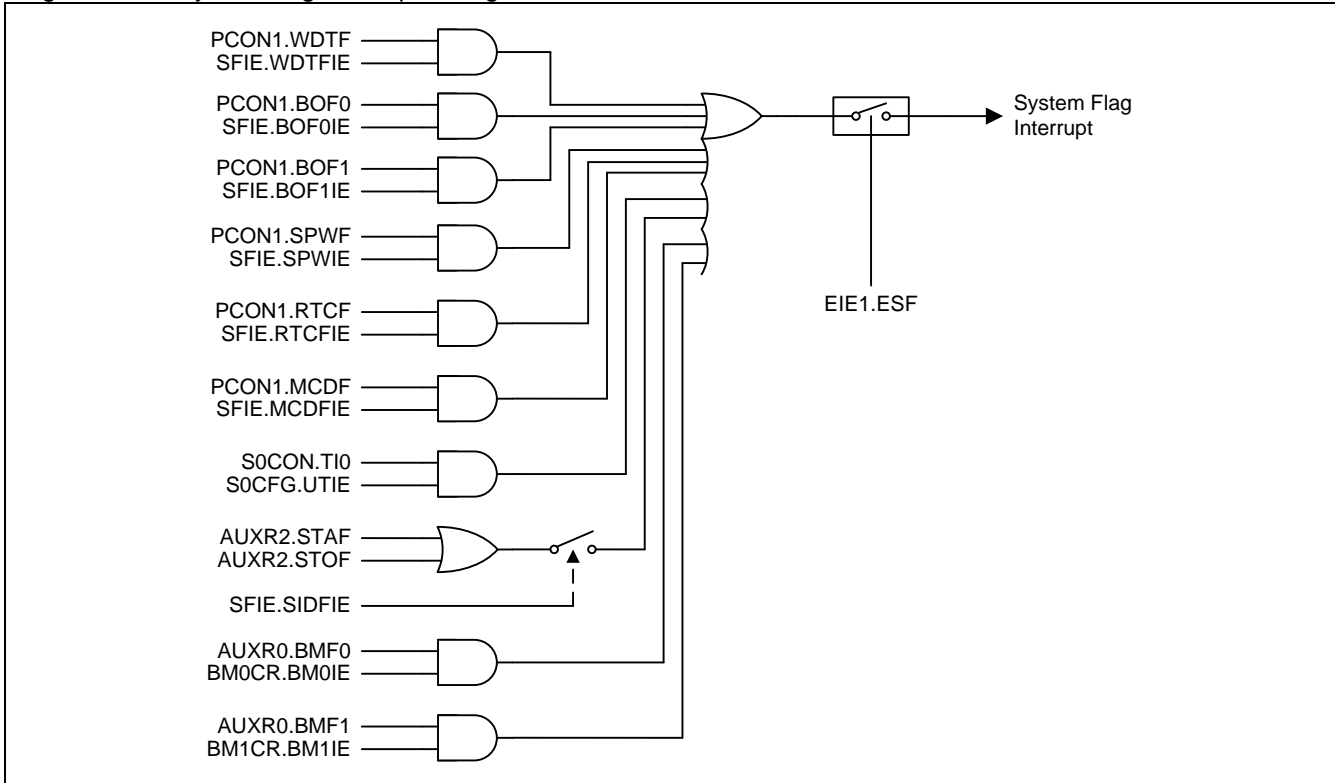 PCON1.WDTF
SFIE.WDTFIE
PCON1.BOF0
SFIE.BOF0IE
System Flag
Interrupt
PCON1.BOF1
SFIE.BOF1IE
PCON1.SPWF
SFIE.SPWIE
EIE1.ESF
PCON1.RTCF
SFIE.RTCFIE
PCON1.MCDF
SFIE.MCDFIE
S0CON.TI0
S0CFG.UTIE
AUXR2.STAF
AUXR2.STOF
SFIE.SIDFIE
AUXR0.BMF0
BM0CR.BM0IE
AUXR0.BMF1
BM1CR.BM1IE